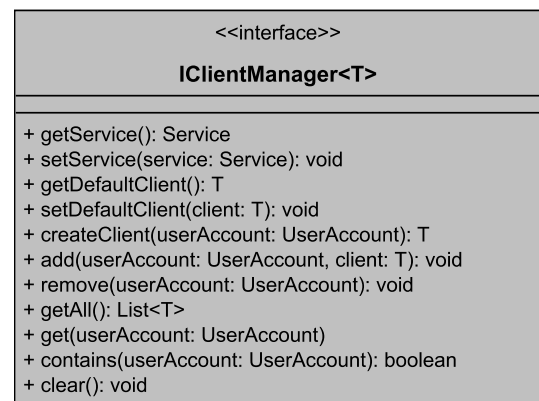 <<interface>>
IClientManager<T>
+ getService(): Service
+ setService(service: Service): void
+ getDefaultClient(): T
+ setDefaultClient(client: T): void
+ createClient(userAccount: UserAccount): T
+ add(userAccount: UserAccount, client: T): void
+ remove(userAccount: UserAccount): void
+ getAll(): List<T>
+ get(userAccount: UserAccount)
+ contains(userAccount: UserAccount): boolean
+ clear(): void